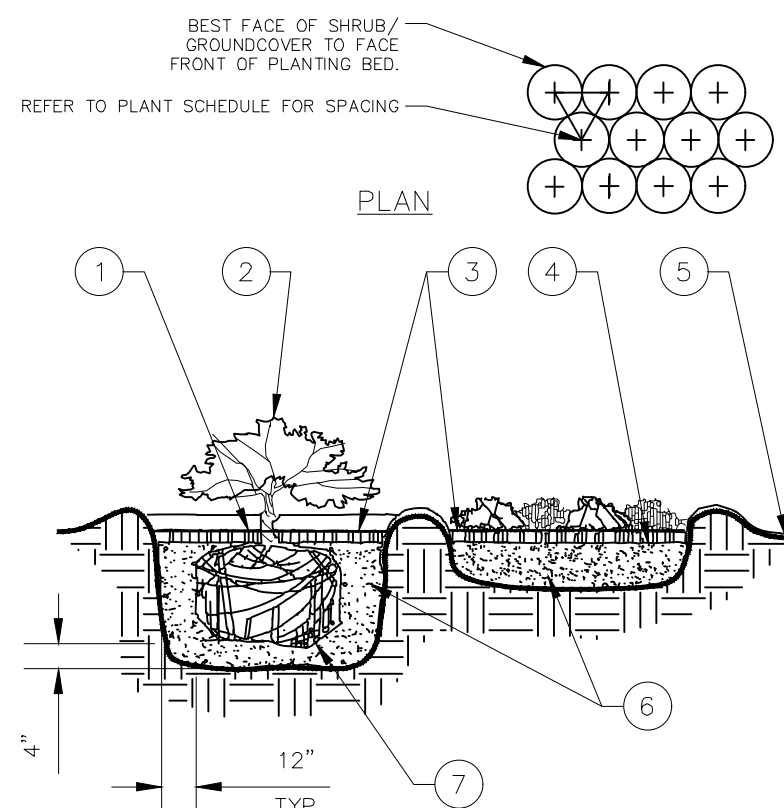 BEST FACE OF SHRUB/
GROUNDCOVER TO FACE
FRONT OF PLANTING BED.
REFER TO PLANT SCHEDULE FOR SPACING
PLAN
1
2
3
4
5
6
4"
12"
7
TYP